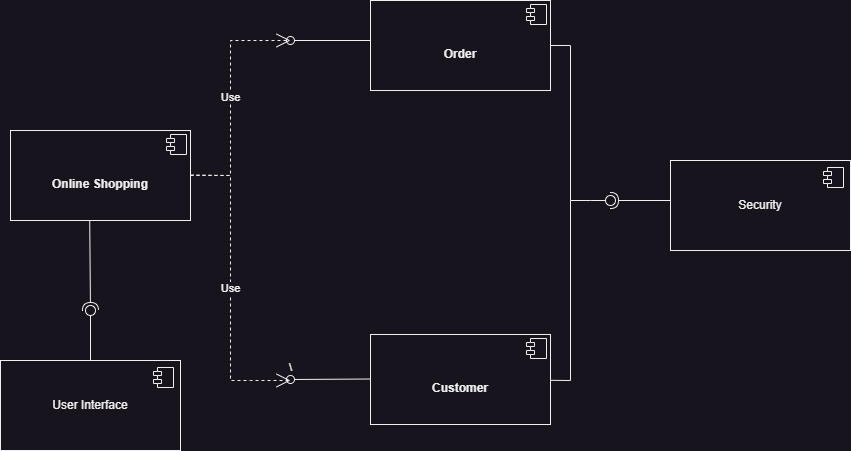 Order
Use
Online Shopping
Security
Use
Customer
User Interface